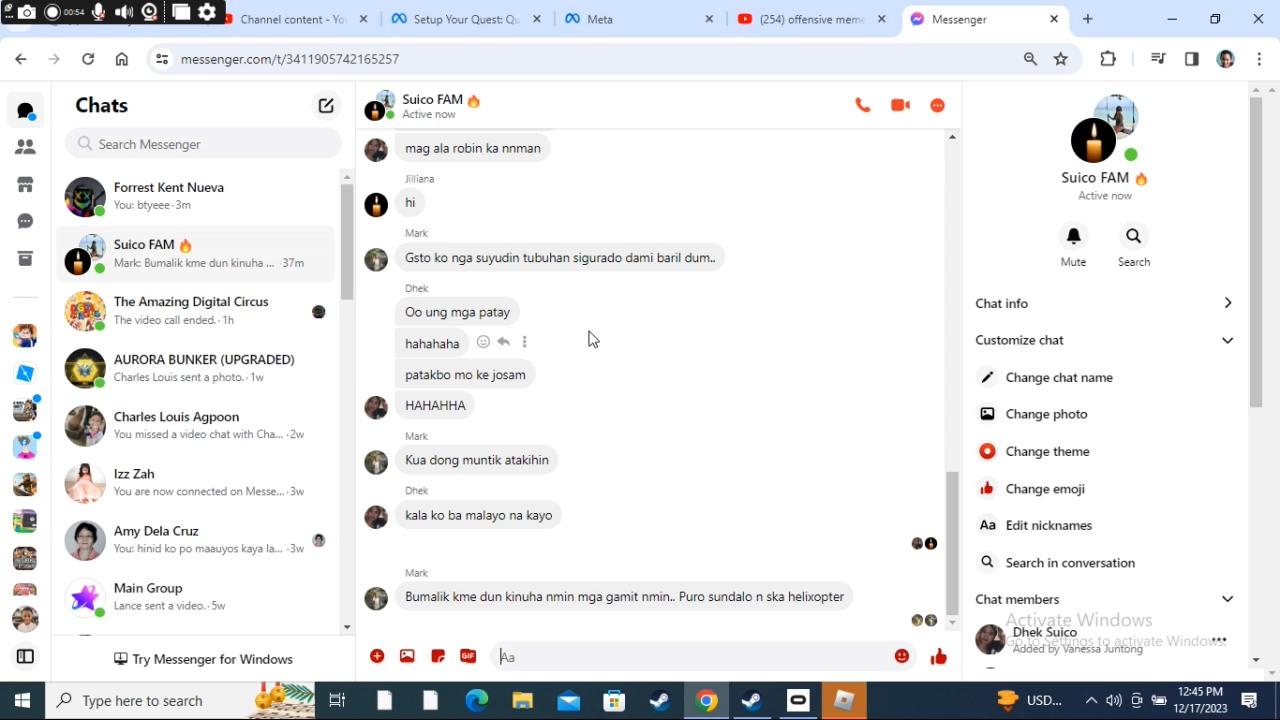 00:54
Channel content - Yo
Setup Your Quest: Qu
Meta
(254) offensive meme
Messenger
messenger.com/t/3411905742165257
Chats
Search Messenger
Forrest Kent Nueva
You: btyeee · 3m
Suico FAM 🔥
Mark: Bumalik kme dun kinuha ... · 37m
The Amazing Digital Circus
The video call ended. · 1h
AURORA BUNKER (UPGRADED)
Charles Louis sent a photo. · 1w
Charles Louis Agpoon
You missed a video chat with Cha... · 2w
Izz Zah
You are now connected on Messe... · 3w
Amy Dela Cruz
You: hinid ko po maauyos kaya la... · 3w
Main Group
Lance sent a video. · 5w
Try Messenger for Windows
Suico FAM 🔥
Active now
mag ala robin ka nnman
Jilliana
hi
Mark
Gsto ko nga suyudin tubuhan sigurado dami baril dum..
Dhek
Oo ung mga patay
hahahaha
patakbo mo ke josam
HAHAHHA
Mark
Kua dong muntik atakihin
Dhek
kala ko ba malayo na kayo
Mark
Bumalik kme dun kinuha nmin mga gamit nmin.. Puro sundalo n ska helixopter
Aa
Suico FAM 🔥
Active now
Mute
Search
Chat info
Customize chat
Change chat name
Change photo
Change theme
Change emoji
Aa Edit nicknames
Search in conversation
Chat members
Dhek Suico
Added by Vanessa Juntong
Activate Windows
Go to Settings to activate Windows.
Type here to search
USD...
12:45 PM
12/17/2023